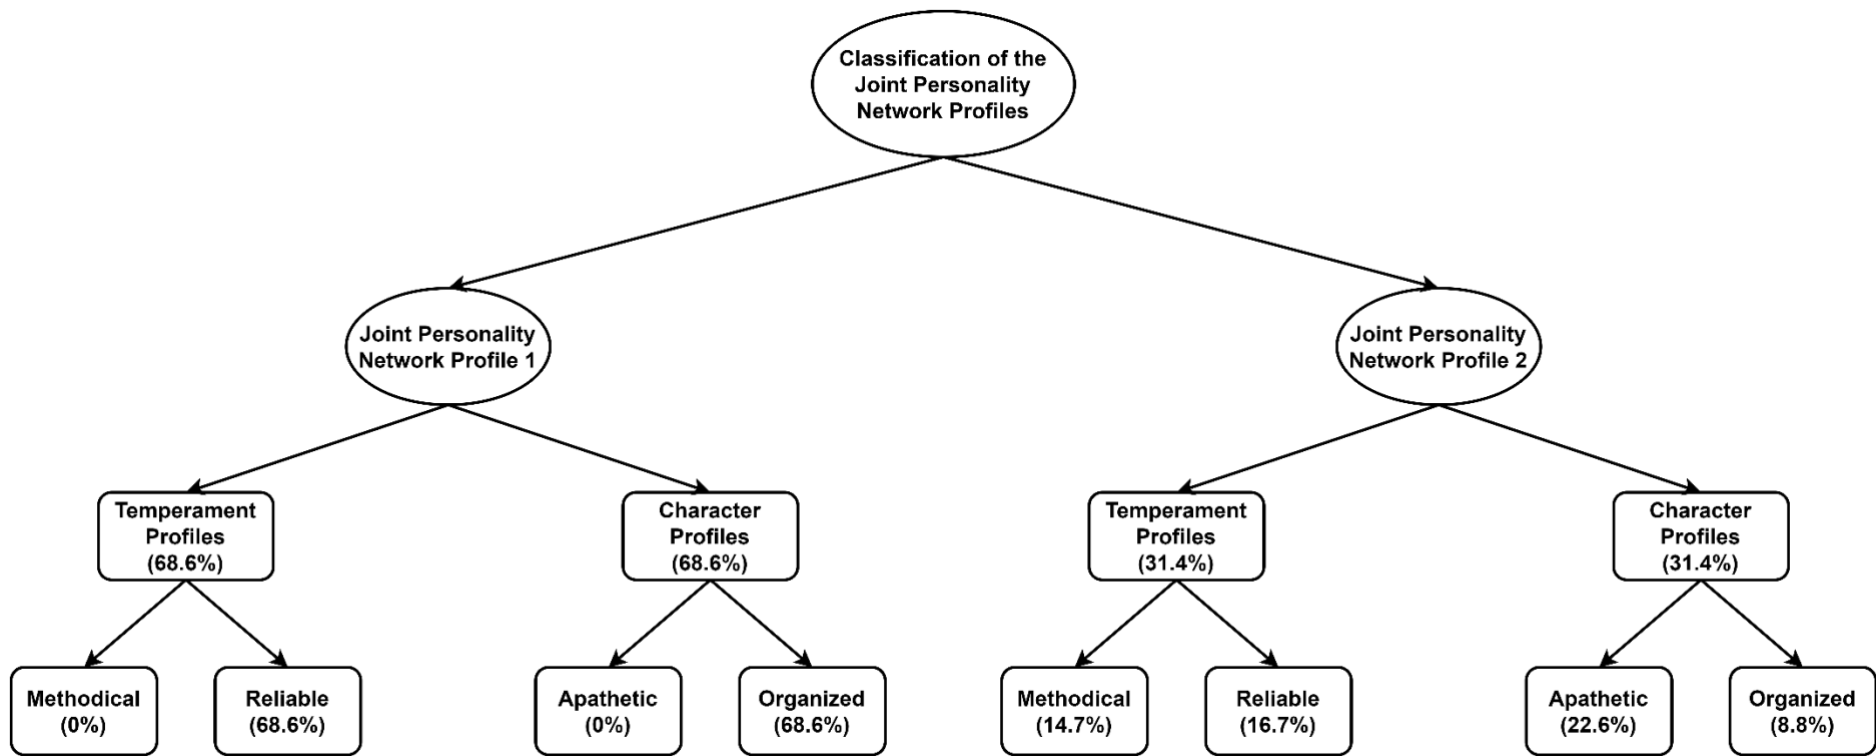 Classification of the
Joint Personality
Network Profiles
Joint Personality
Network Profile 1
Joint Personality
Network Profile 2
Temperament
Profiles
(68.6%)
Character
Profiles
(68.6%)
Temperament
Profiles
(31.4%)
Character
Profiles
(31.4%)
Methodical
(0%)
Reliable
(68.6%)
Apathetic
(0%)
Organized
(68.6%)
Methodical
(14.7%)
Reliable
(16.7%)
Apathetic
(22.6%)
Organized
(8.8%)